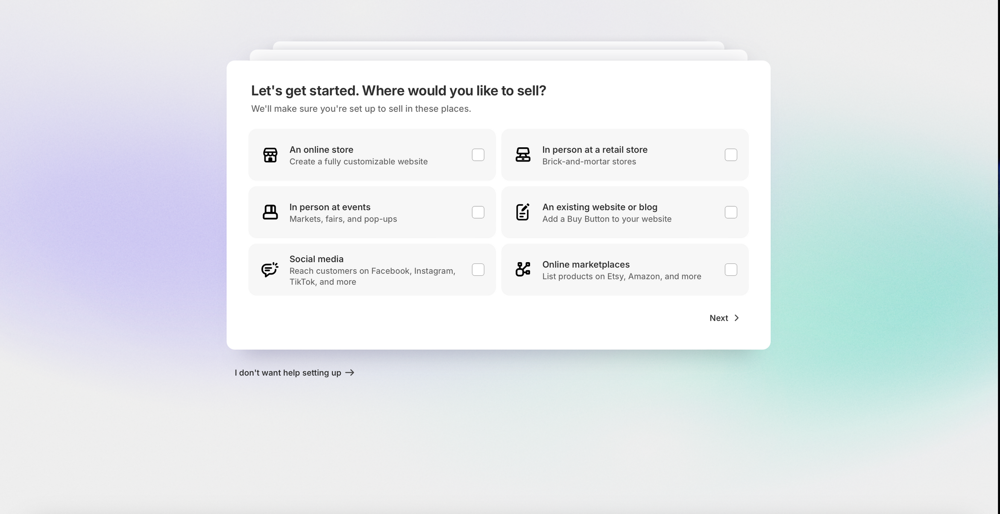 Let's get started. Where would you like to sell?
We'll make sure you're set up to sell in these places.
An online store
Create a fully customizable website
In person at a retail store
Brick-and-mortar stores
In person at events
Markets, fairs, and pop-ups
An existing website or blog
Add a Buy Button to your website
Social media
Reach customers on Facebook, Instagram,
TikTok, and more
Online marketplaces
List products on Etsy, Amazon, and more
Next
I don't want help setting up